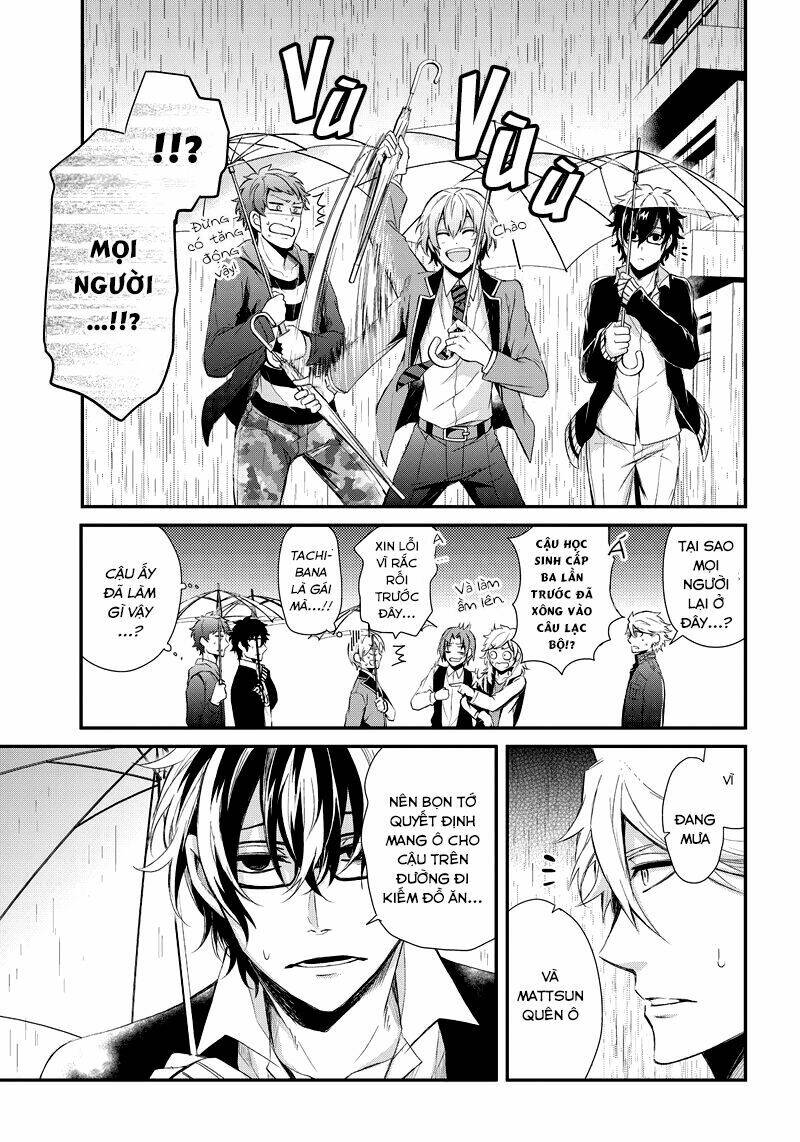 Vù
Vùù
!!?
MỌI
NGƯỜI
...!!?
Đừng
có tăng
động
vậy!
Chào
TẠI SAO
MỌI
NGƯỜI
LẠI Ở
ĐÂY...?
CẬU HỌC
SINH CẤP
BA LẦN
TRƯỚC ĐÃ
XÔNG VÀO
CÂU LẠC
BỘ!?
Và làm
ầm lên.
XIN LỖI
VÌ RẮC
RỐI
TRƯỚC
ĐÂY...
TACHI-
BANA
LÀ GÁI
MÀ...!!
CẬU ẤY
ĐÃ LÀM
GÌ VẬY
...?
VÌ
ĐANG
MƯA
VÀ
MATTSUN
QUÊN Ô
NÊN BỌN TỚ
QUYẾT ĐỊNH
MANG Ô CHO
CẬU TRÊN
ĐƯỜNG ĐI
KIẾM ĐỒ ĂN...